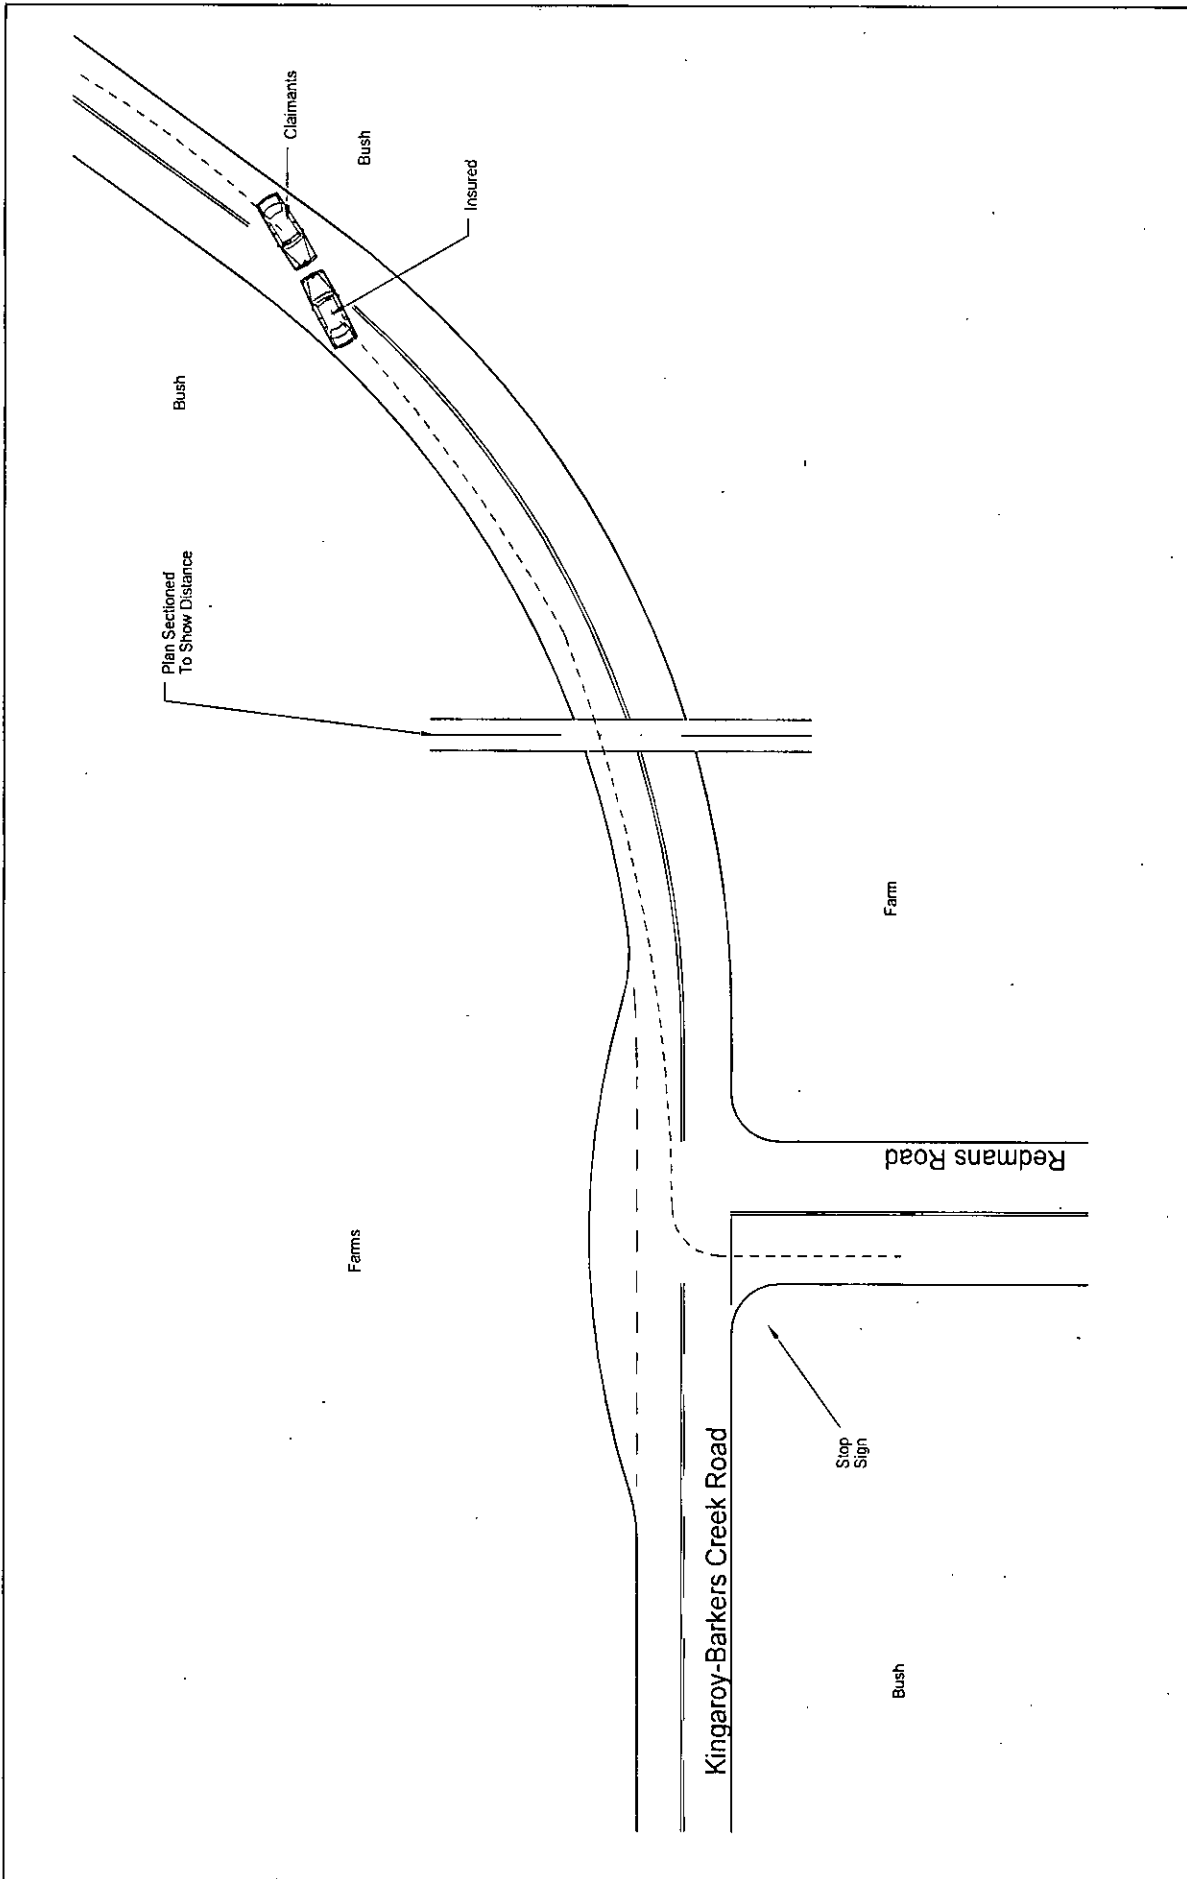 Claimants
Bush
Insured
Bush
Plan Sectioned
To Show Distance
Farm
Farms
Redmans Road
Stop
Sign
Kingaroy-Barkers Creek Road
Bush